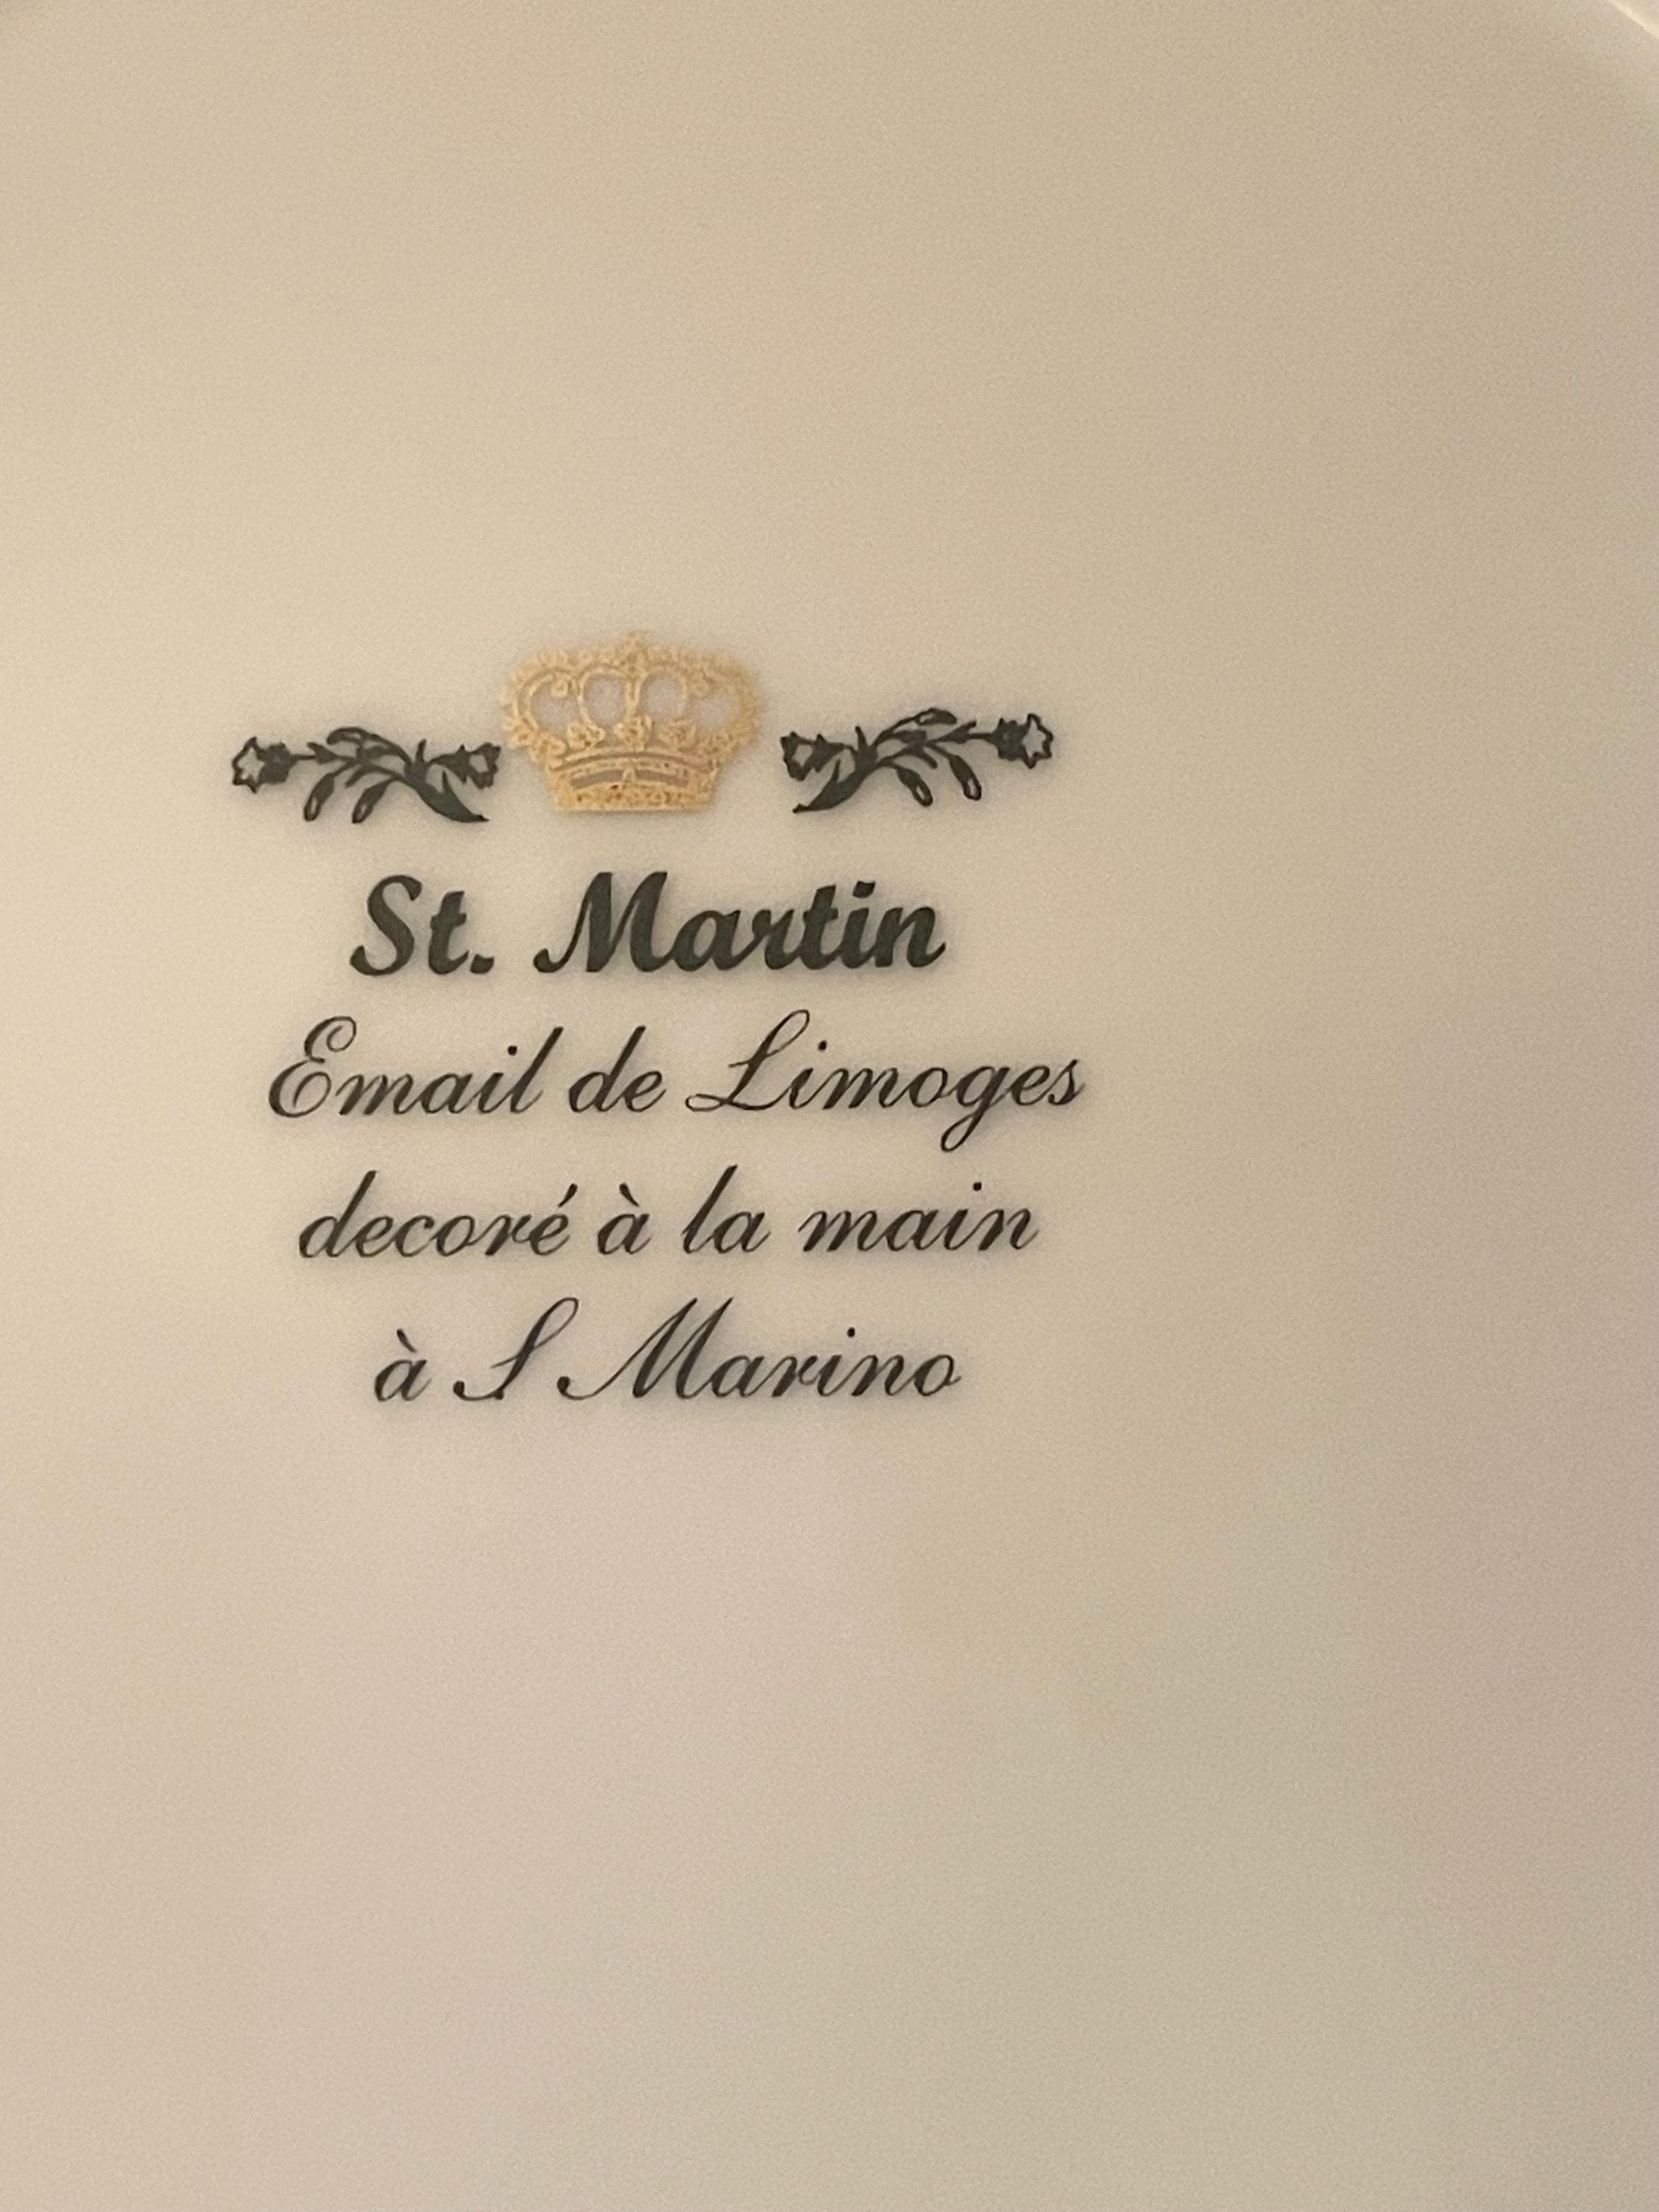 St. Martin
Email de Limoges
decoré à la main
à S Marino